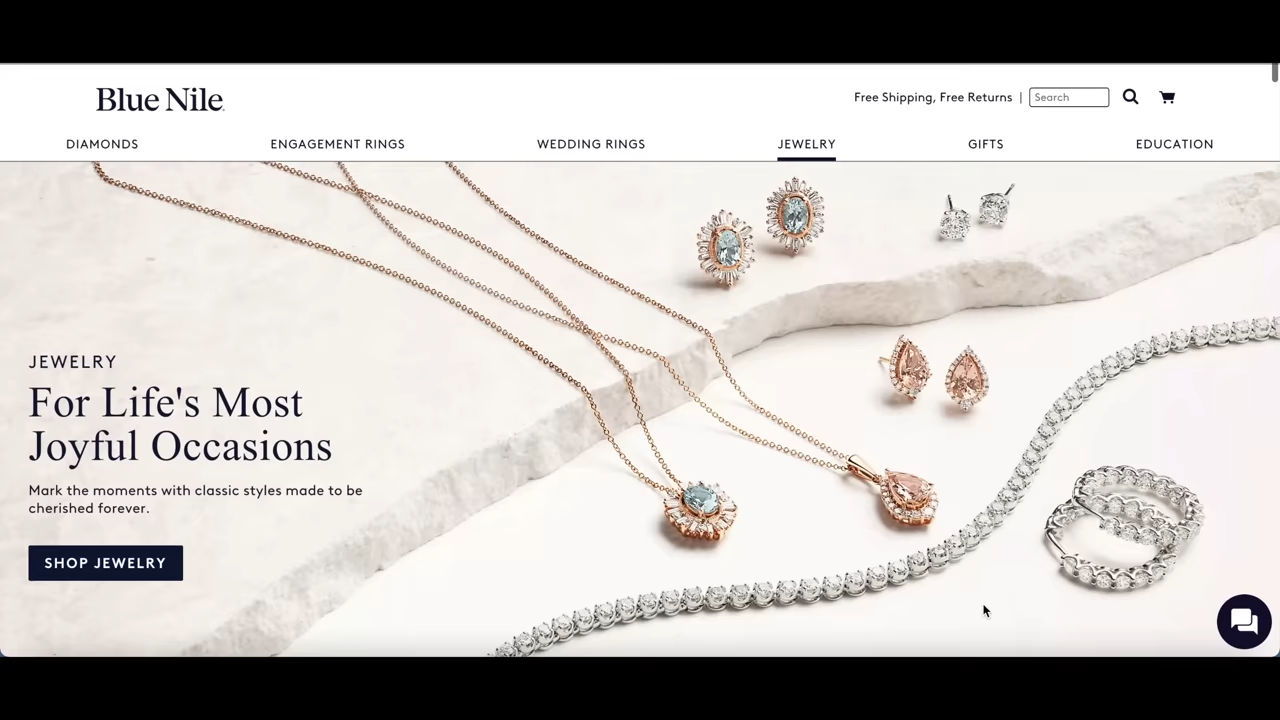 Blue Nile
Free Shipping, Free Returns |
Search
DIAMONDS
ENGAGEMENT RINGS
WEDDING RINGS
JEWELRY
GIFTS
EDUCATION
JEWELRY
For Life's Most
Joyful Occasions
Mark the moments with classic styles made to be
cherished forever.
SHOP JEWELRY